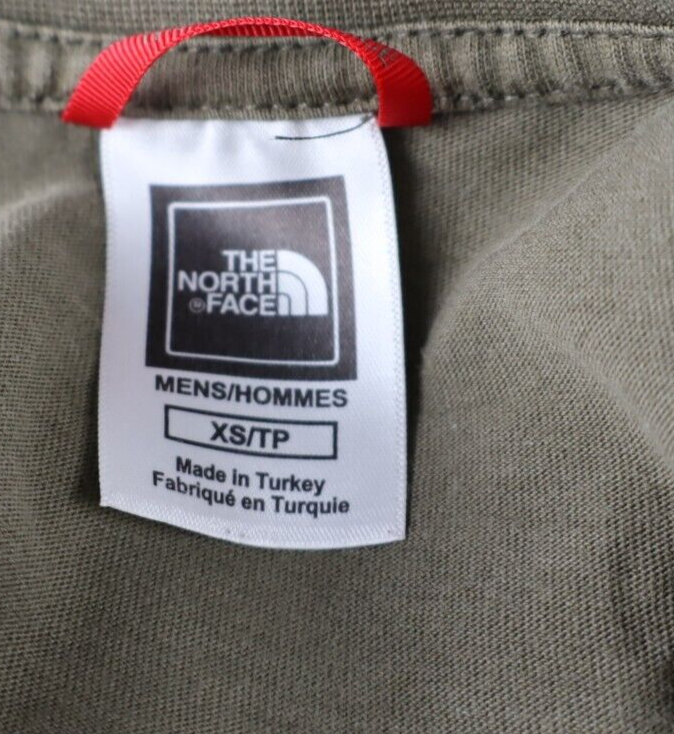 THE
NORTH
®FACE
MENS/HOMMES
XS/TP
Made in Turkey
Fabriqué en Turquie